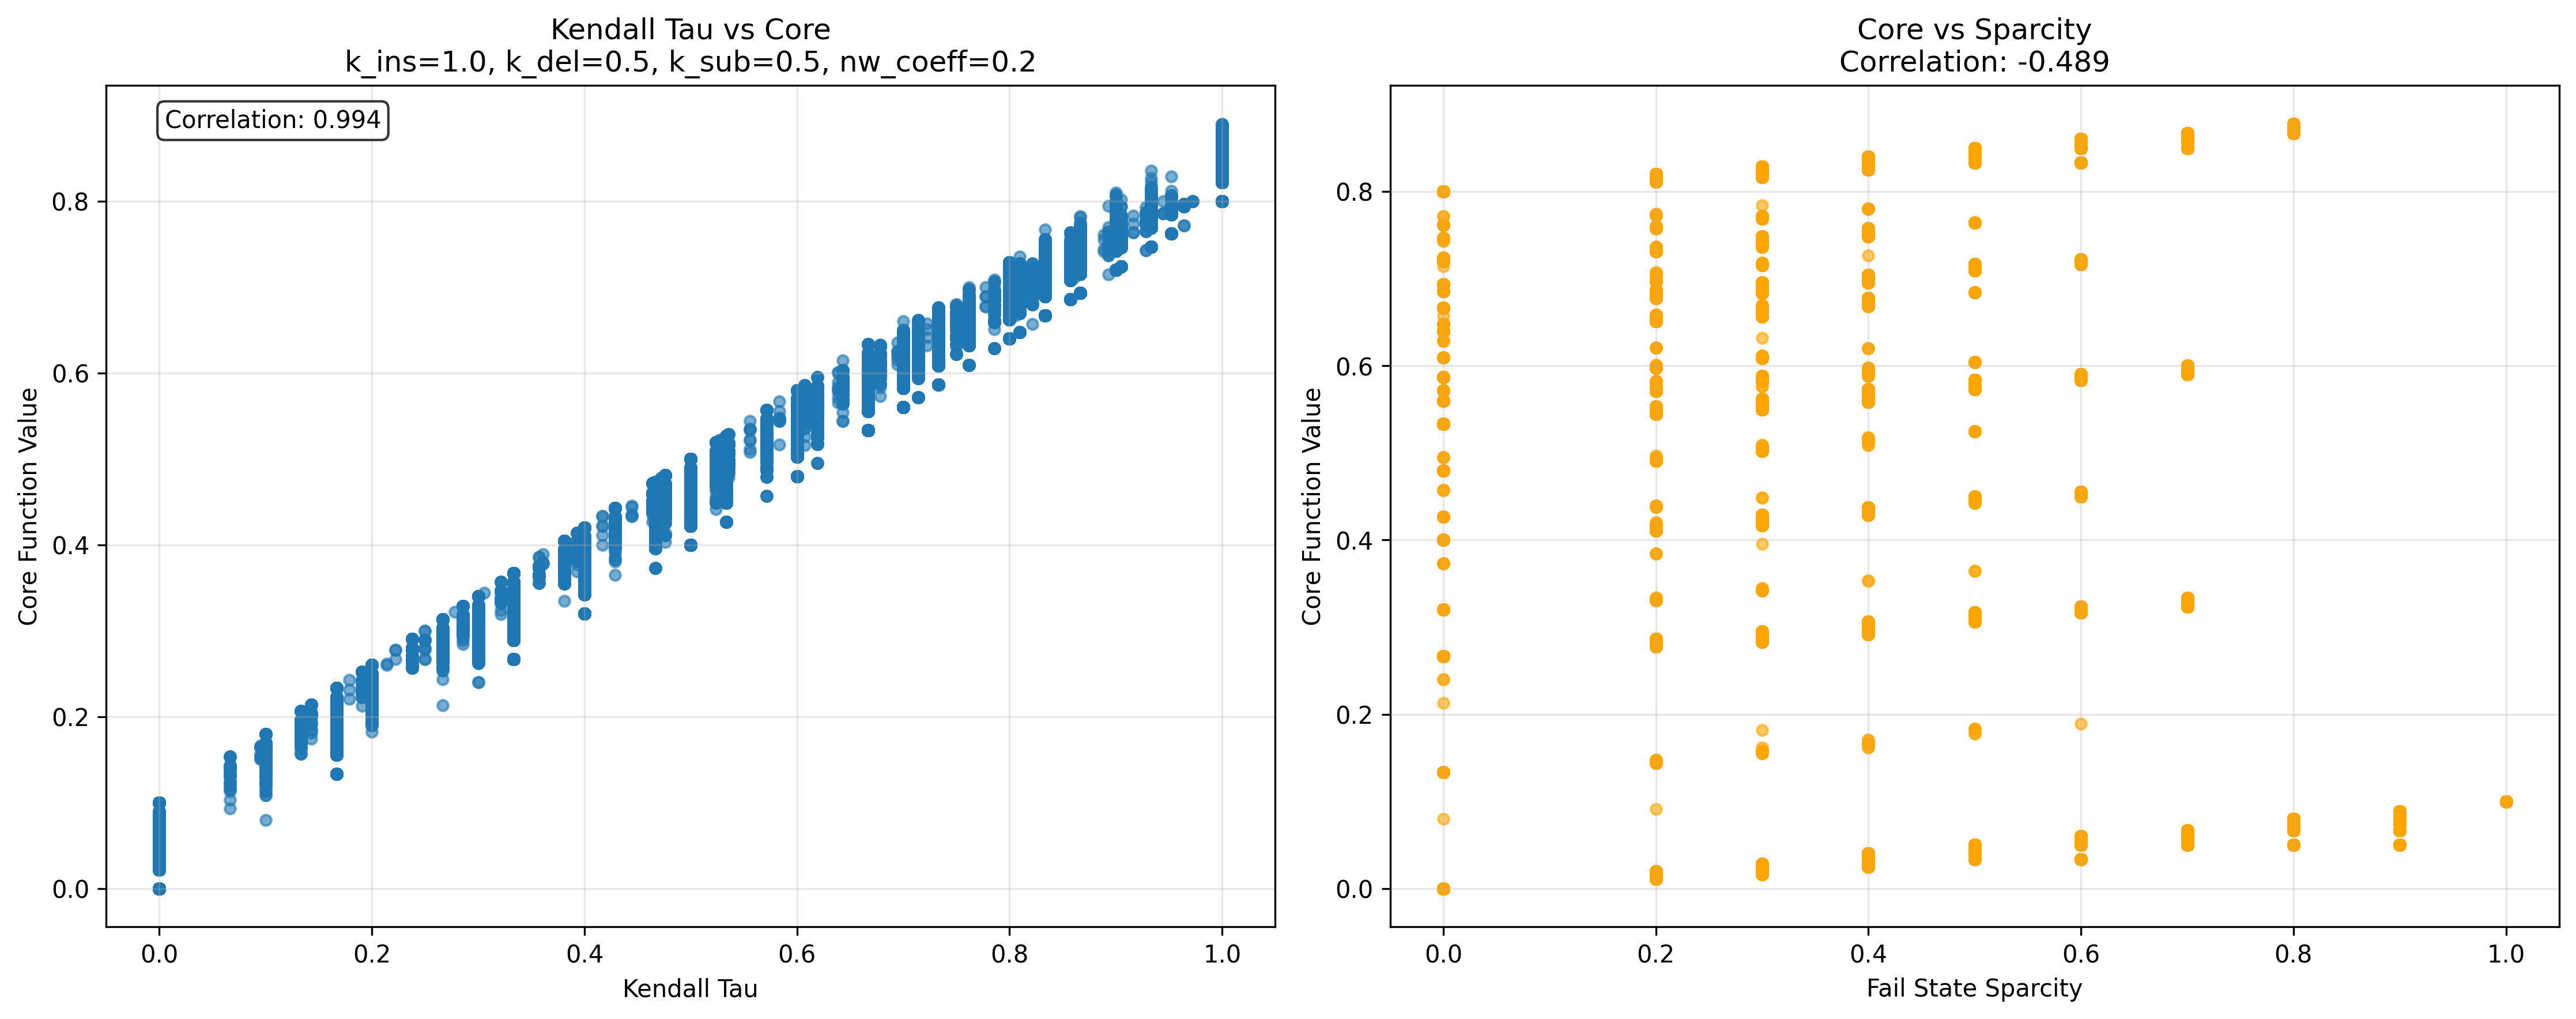 Kendall Tau vs Core
k_ins=1.0, k_del=0.5, k_sub=0.5, nw_coeff=0.2
Correlation: 0.994
Core Function Value
0.8
0.6
0.4
0.2
0.0
0.0 0.2 0.4 0.6 0.8 1.0
Kendall Tau
Core vs Sparcity
Correlation: -0.489
Core Function Value
0.8
0.6
0.4
0.2
0.0
0.0 0.2 0.4 0.6 0.8 1.0
Fail State Sparcity